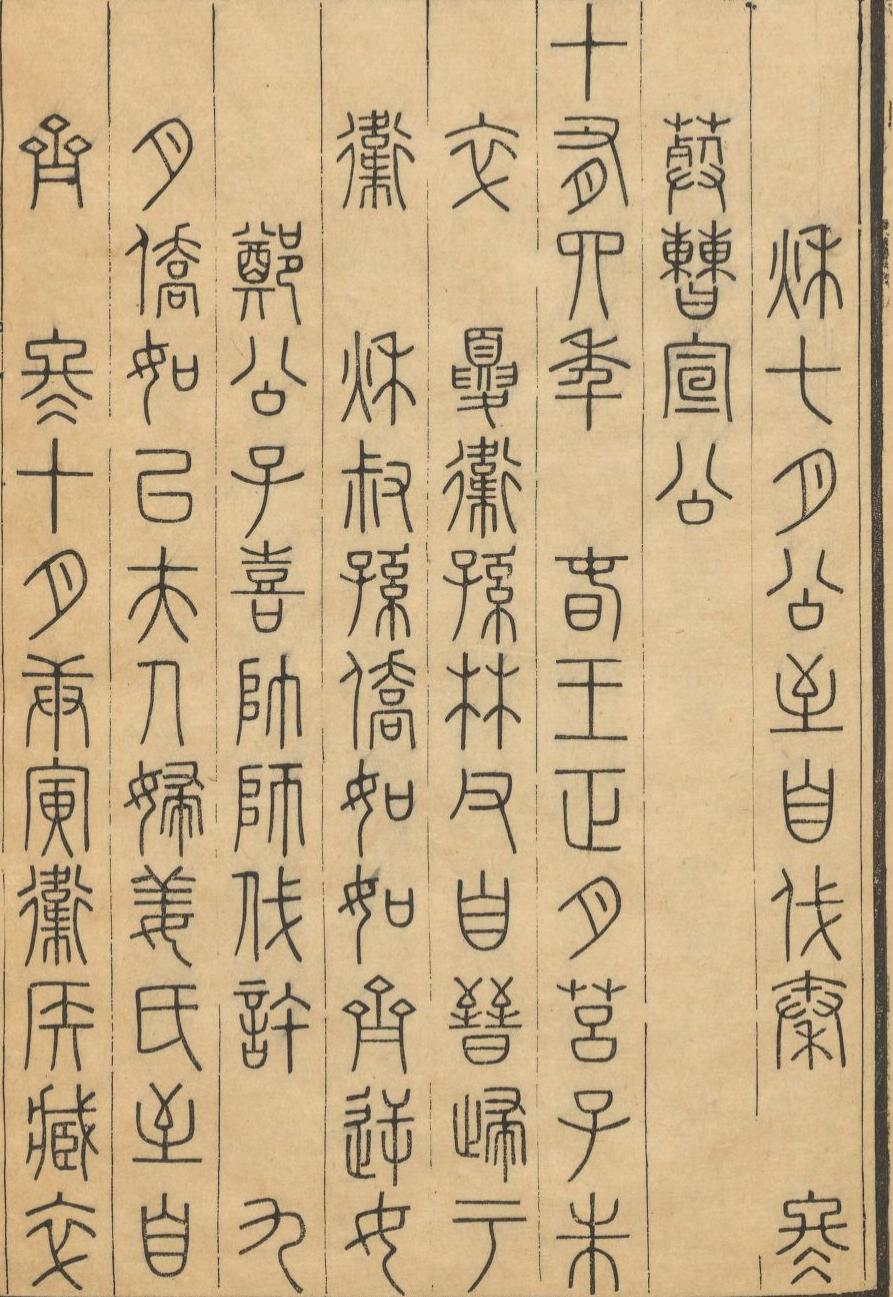 秋七月公至自伐秦 冬
葬曹宣公
十有四年 春王正月莒子朱
卒 夏衛孫林父自晉歸于
衛 秋叔孫僑如如齊逆女
鄭公子喜帥師伐許 九
月僑如以夫人婦姜氏至自
齊 冬十月庚寅衛侯臧卒